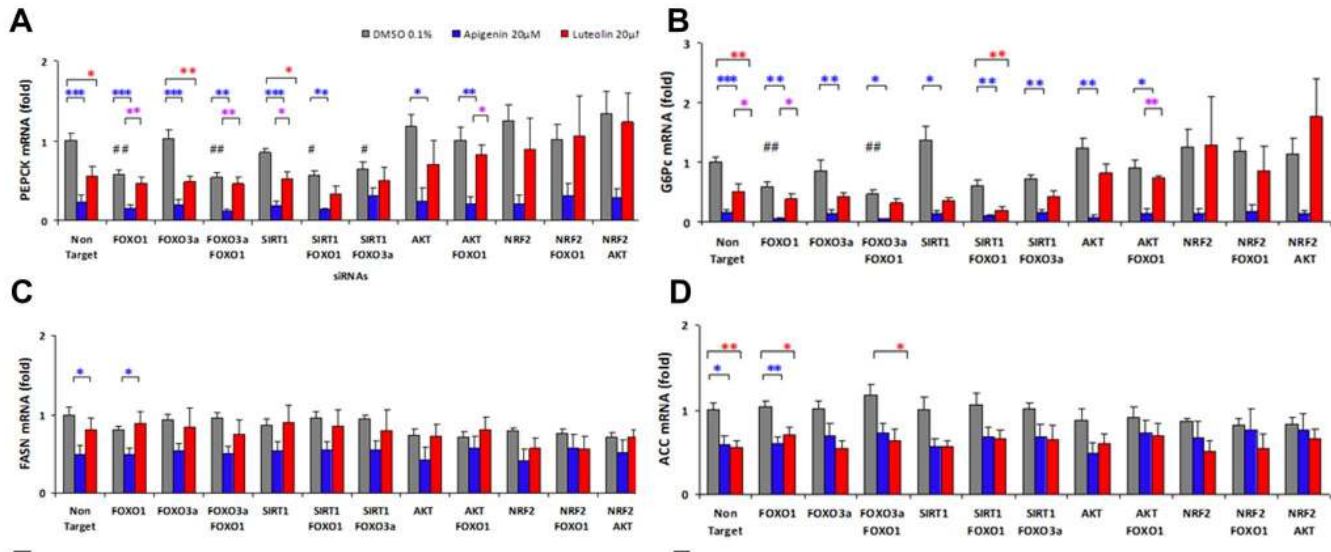 A
DMSO 0.1% Apigenin 20µM Luteolin 20µM
PEPCK mRNA (fold)
2
1
0
*
***
***
**
**
***
**
**
**
***
*
*
**
*
**
*
##
##
#
#
Non Target
FOXO1
FOXO3a
FOXO3a FOXO1
SIRT1
SIRT1 FOXO1
SIRT1 FOXO3a
AKT
AKT FOXO1
NRF2
NRF2 FOXO1
NRF2 AKT
siRNAs
B
G6Pc mRNA (fold)
3
2
1
0
**
***
*
**
*
**
*
*
**
**
**
**
*
**
##
##
Non Target
FOXO1
FOXO3a
FOXO3a FOXO1
SIRT1
SIRT1 FOXO1
SIRT1 FOXO3a
AKT
AKT FOXO1
NRF2
NRF2 FOXO1
NRF2 AKT
C
FASN mRNA (fold)
2
1
0
*
*
Non Target
FOXO1
FOXO3a
FOXO3a FOXO1
SIRT1
SIRT1 FOXO1
SIRT1 FOXO3a
AKT
AKT FOXO1
NRF2
NRF2 FOXO1
NRF2 AKT
D
ACC mRNA (fold)
2
1
0
**
*
*
**
*
Non Target
FOXO1
FOXO3a
FOXO3a FOXO1
SIRT1
SIRT1 FOXO1
SIRT1 FOXO3a
AKT
AKT FOXO1
NRF2
NRF2 FOXO1
NRF2 AKT